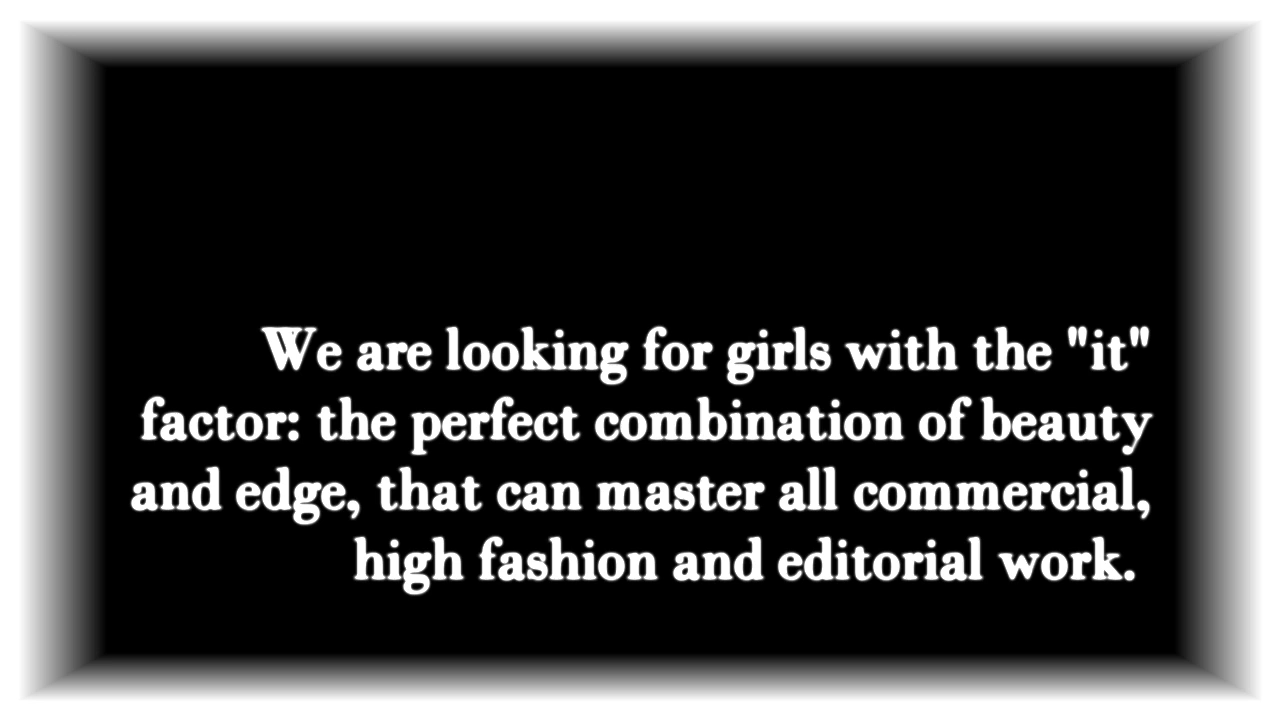 We are looking for girls with the "it"
factor: the perfect combination of beauty
and edge, that can master all commercial,
high fashion and editorial work.